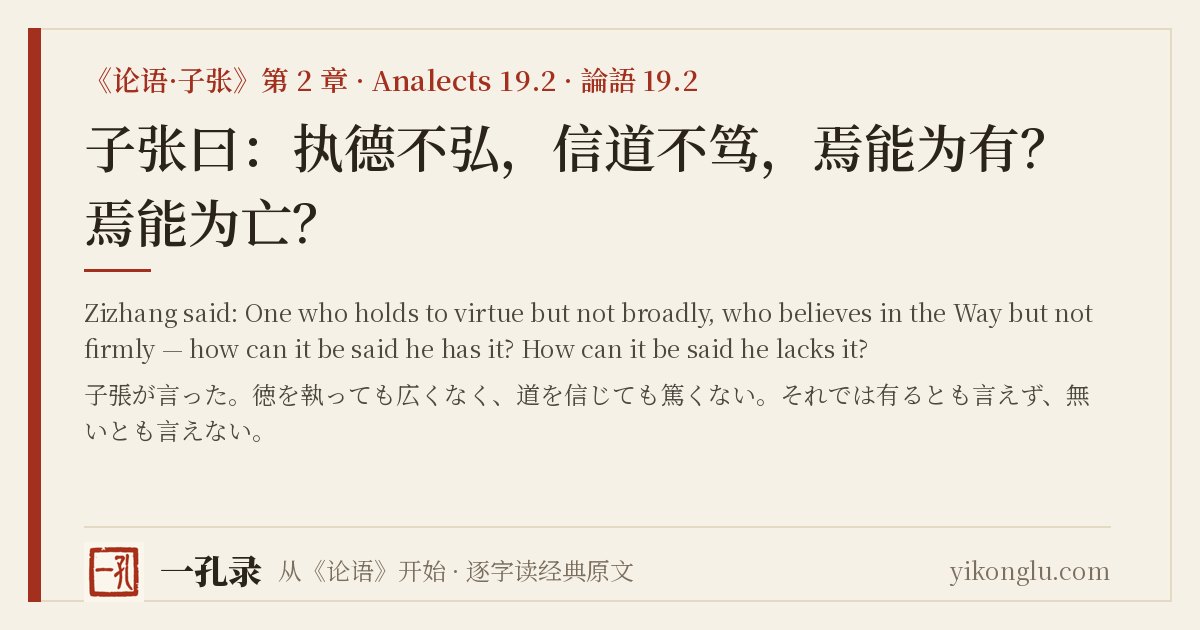 《论语·子张》第 2 章 · Analects 19.2 · 論語 19.2
子张曰：执德不弘，信道不笃，焉能为有？
焉能为亡？
Zizhang said: One who holds to virtue but not broadly, who believes in the Way but not
firmly — how can it be said he has it? How can it be said he lacks it?
子張が言った。徳を執っても広くなく、道を信じても篤くない。それでは有るとも言えず、無
いとも言えない。
一孔 一孔录 从《论语》开始 · 逐字读经典原文 yikonglu.com